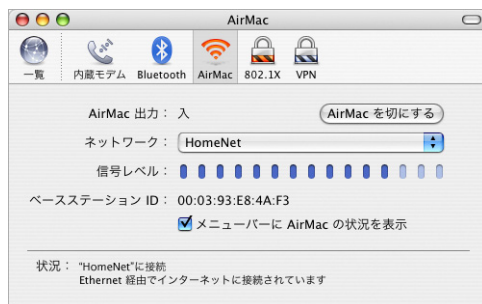 AirMac
一覧 内蔵モデム Bluetooth AirMac 802.1X VPN
AirMac 出力： 入 AirMac を切にする
ネットワーク： HomeNet
信号レベル：
ベースステーション ID： 00:03:93:E8:4A:F3
メニューバーに AirMac の状況を表示
状況： "HomeNet"に接続
Ethernet 経由でインターネットに接続されています